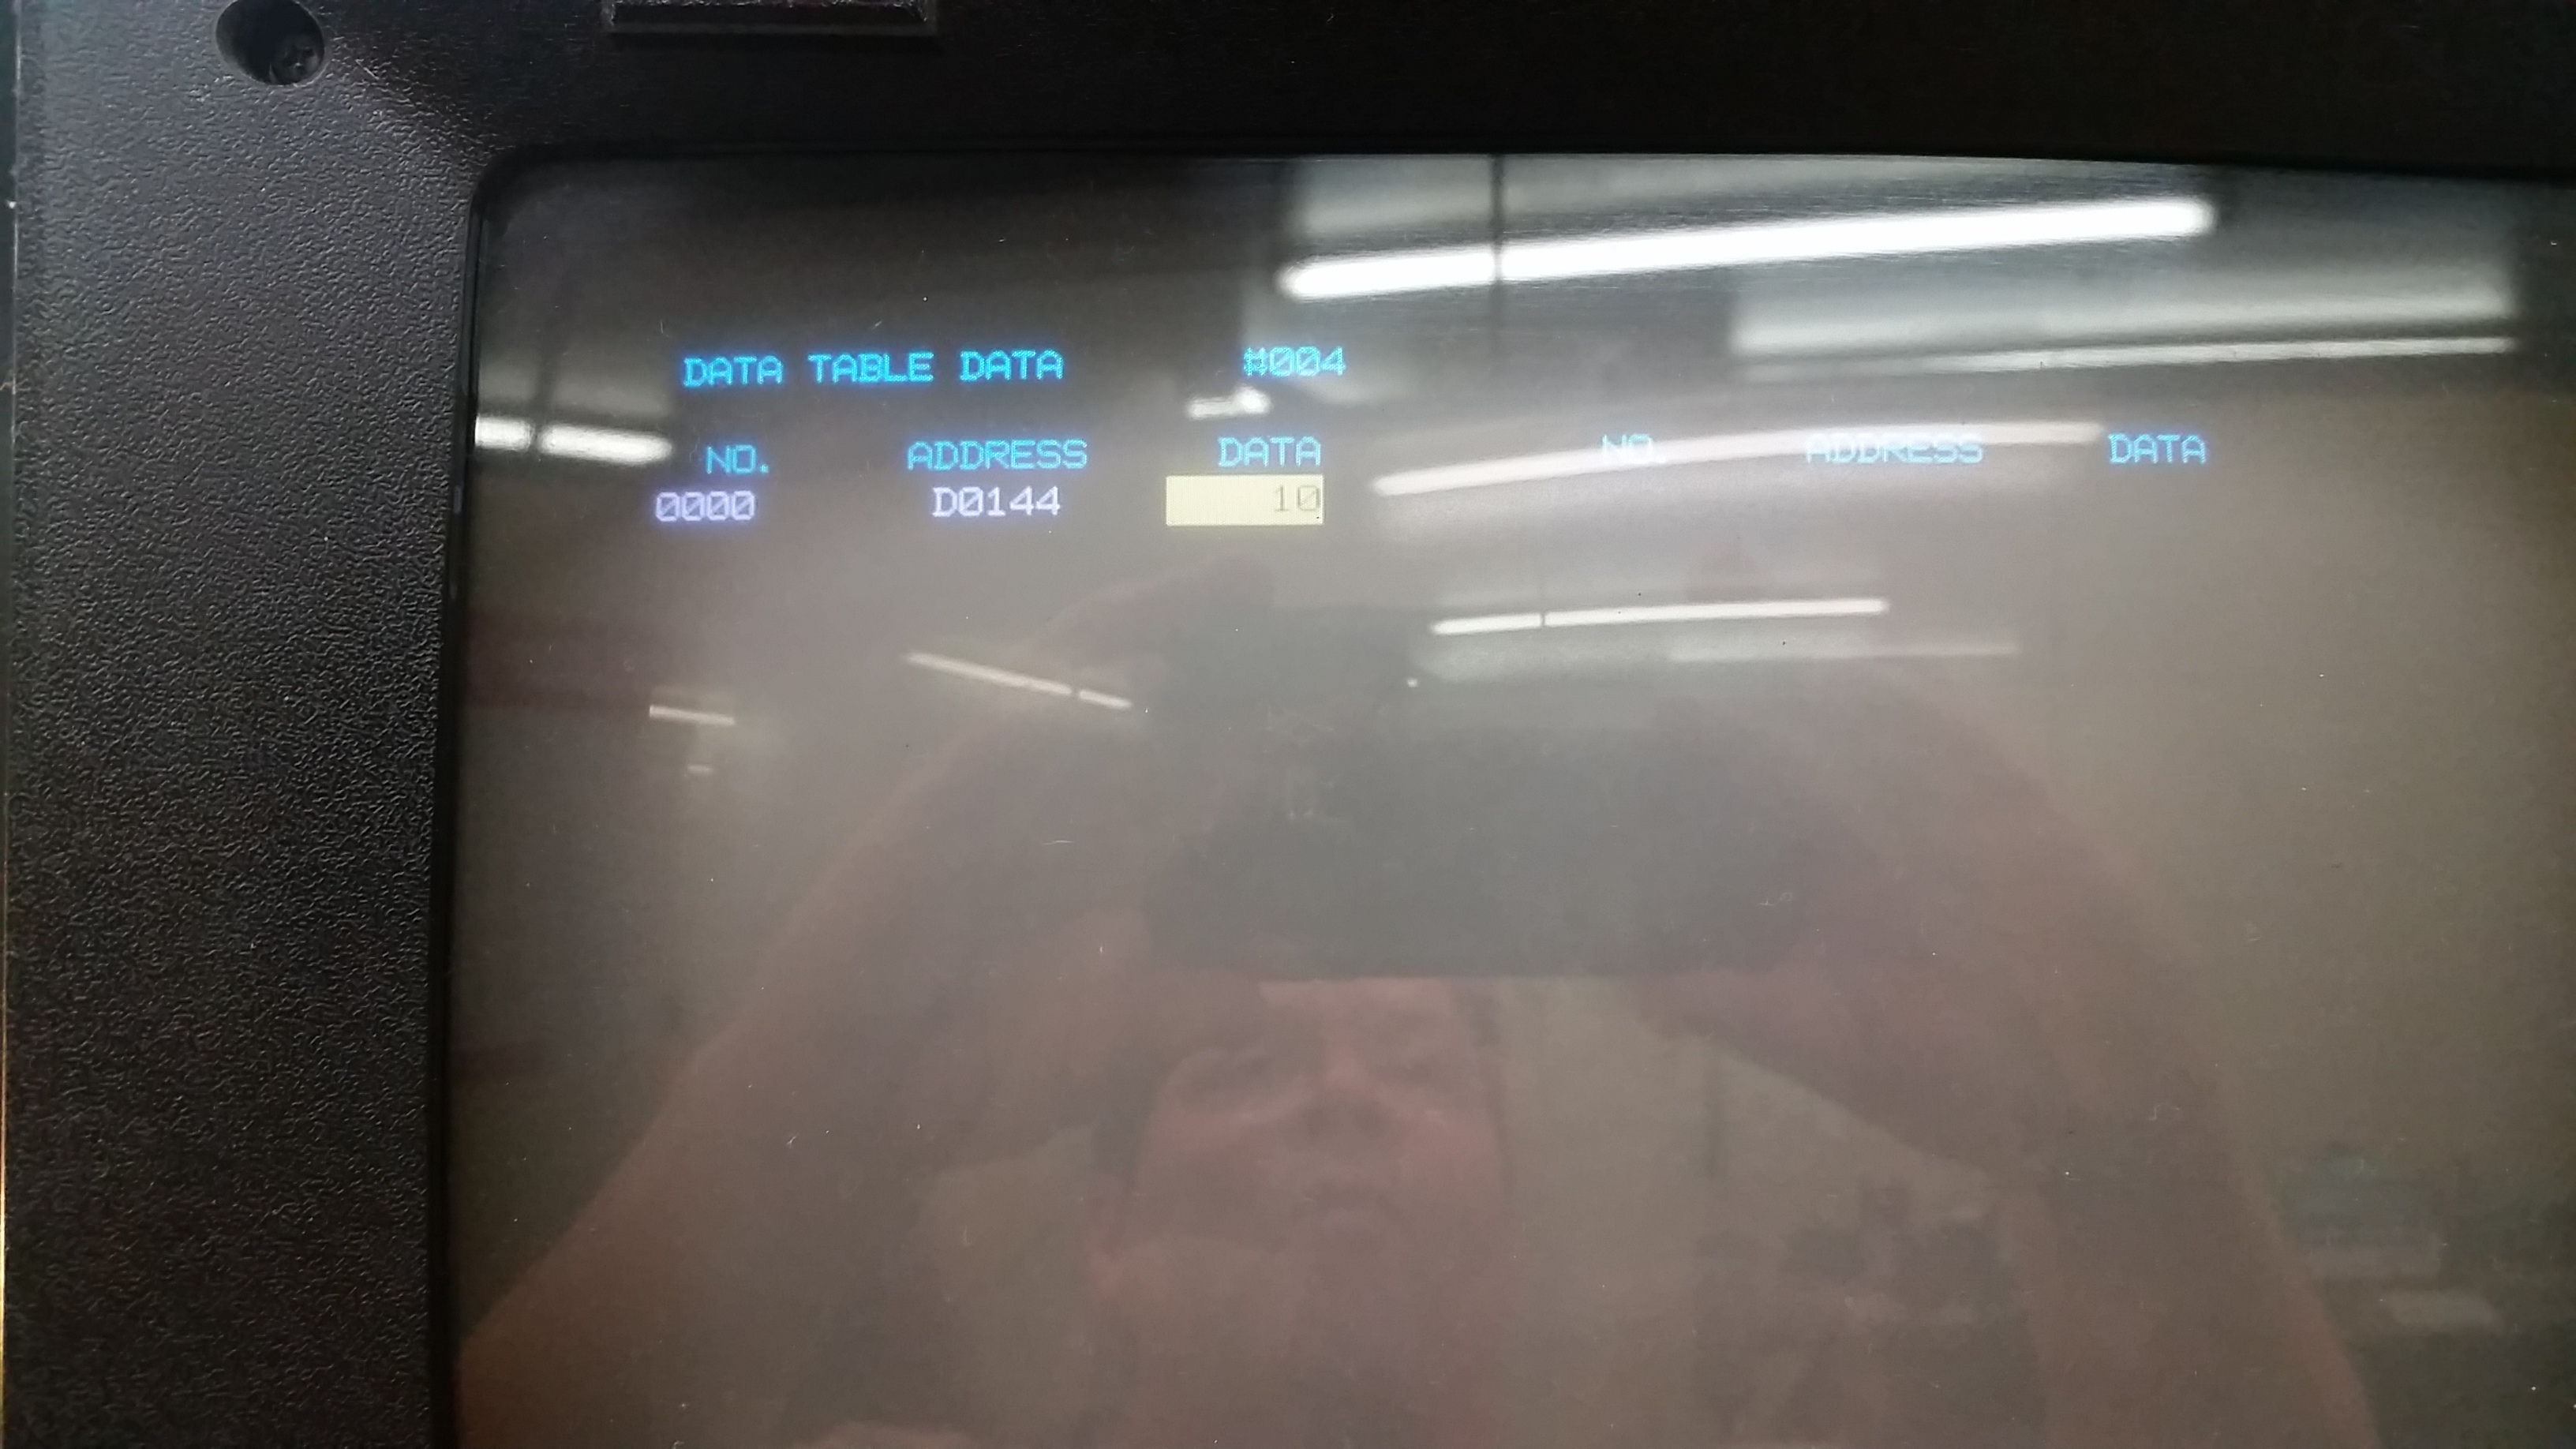 DATA TABLE DATA #004
NO. ADDRESS DATA NO. ADDRESS DATA
0000 D0144 10